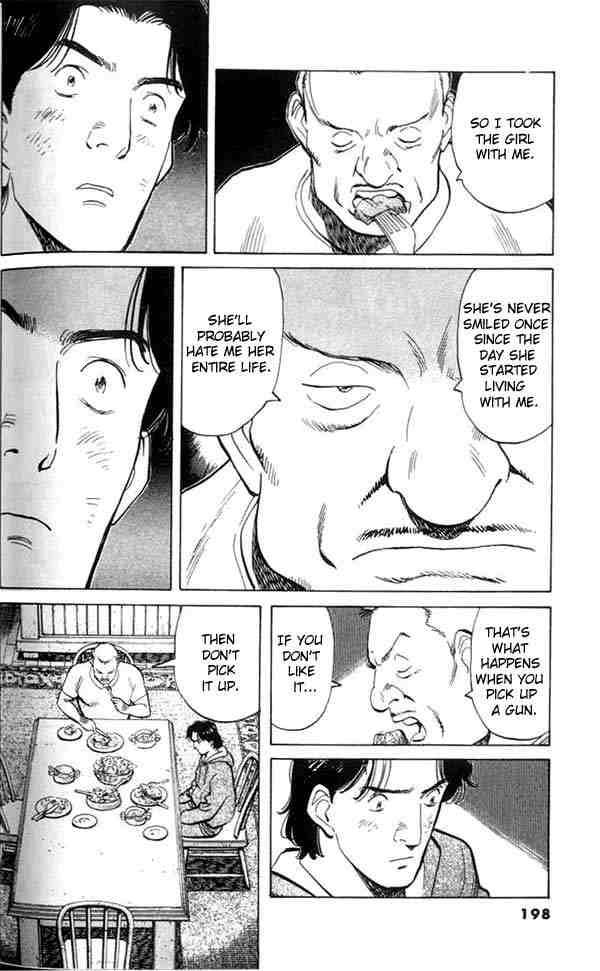 SO I TOOK
THE GIRL
WITH ME.
SHE'S NEVER
SMILED ONCE
SINCE THE
DAY SHE
STARTED
LIVING
WITH ME.
SHE'LL
PROBABLY
HATE ME HER
ENTIRE LIFE.
THAT'S
WHAT
HAPPENS
WHEN YOU
PICK UP
A GUN.
IF YOU
DON'T
LIKE
IT...
THEN
DON'T
PICK
IT UP.
198